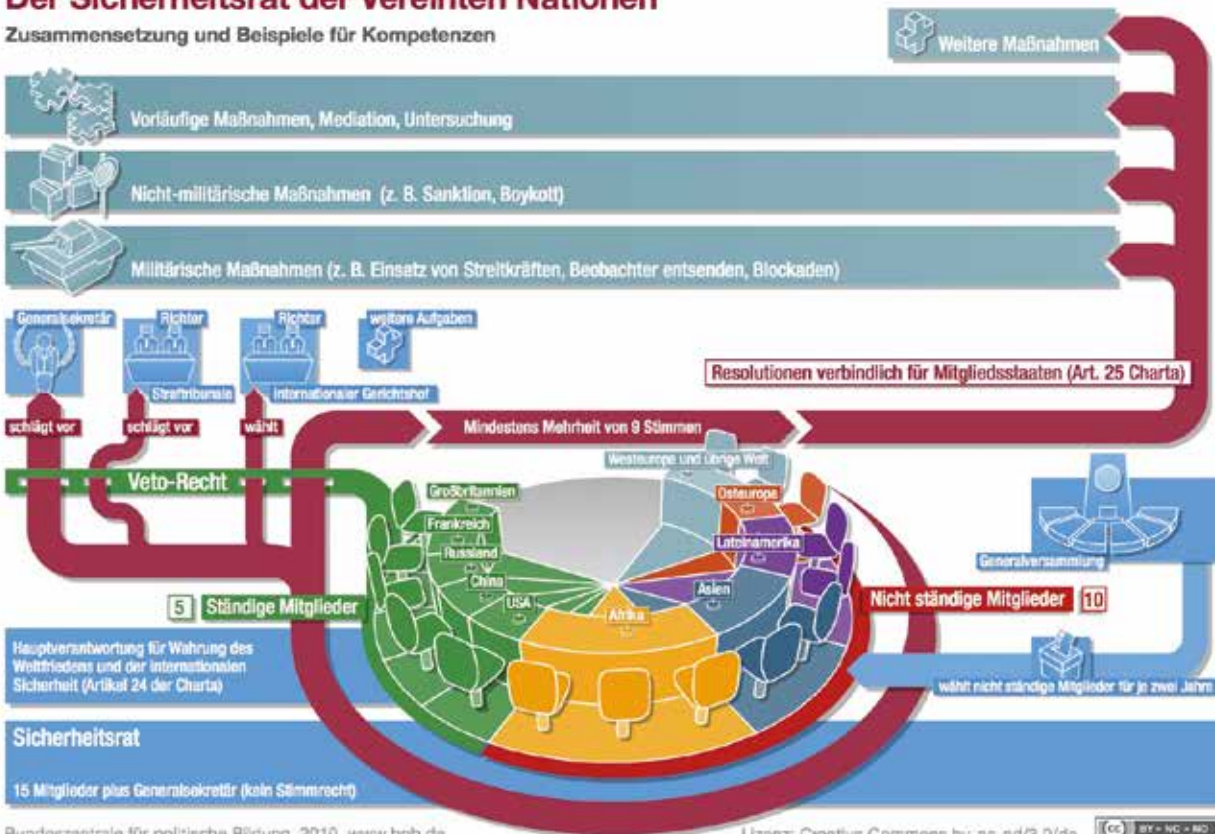 Der Sicherheitsrat der Vereinten Nationen
Zusammensetzung und Beispiele für Kompetenzen
Weitere Maßnahmen
Vorläufige Maßnahmen, Mediation, Untersuchung
Nicht-militärische Maßnahmen (z. B. Sanktion, Boykott)
Militärische Maßnahmen (z. B. Einsatz von Streitkräften, Beobachter entsenden, Blockaden)
Generalsekretär
Richter
Richter
weitere Aufgaben
Straftribunale
Internationaler Gerichtshof
Resolutionen verbindlich für Mitgliedsstaaten (Art. 25 Charta)
schlägt vor
schlägt vor
wählt
Mindestens Mehrheit von 9 Stimmen
Westeuropa und übrige Welt
Veto-Recht
Großbritannien
Osteuropa
Frankreich
Lateinamerika
Russland
China
Asien
USA
Afrika
Generalversammlung
5 Ständige Mitglieder
Nicht ständige Mitglieder 10
Hauptverantwortung für Wahrung des
Weltfriedens und der internationalen
Sicherheit (Artikel 24 der Charta)
wählt nicht ständige Mitglieder für je zwei Jahre
Sicherheitsrat
15 Mitglieder plus Generalsekretär (kein Stimmrecht)
Bundeszentrale für politische Bildung, 2010, www.bpb.de
Lizenz: Creative Commons by-nc-nd/3.0/de
cc BY - NC - ND